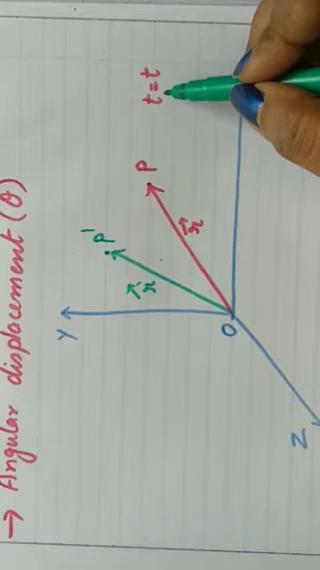 → Angular displacement (θ)
Y
P'
r⃗
P
r⃗
t=t
O
Z